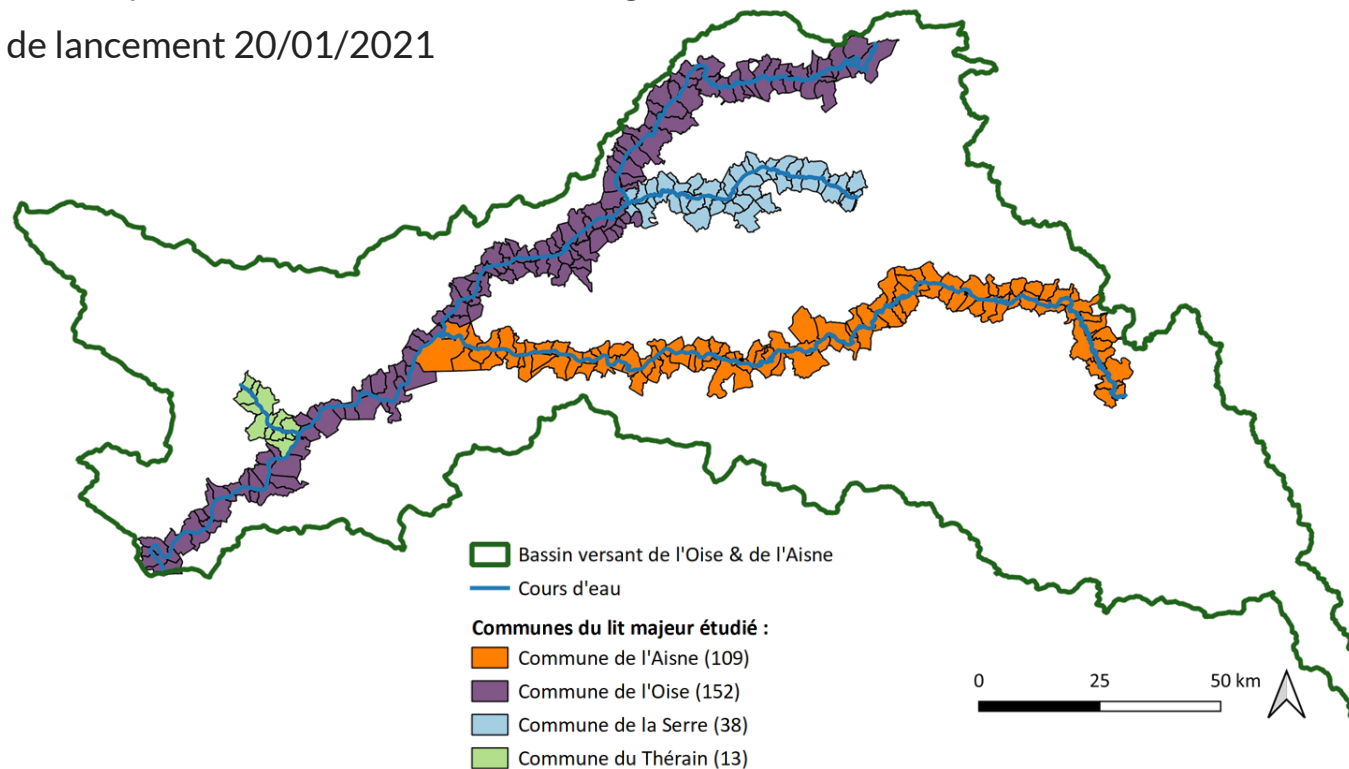 de lancement 20/01/2021
Bassin versant de l'Oise & de l'Aisne
Cours d'eau
Communes du lit majeur étudié :
Commune de l'Aisne (109)
Commune de l'Oise (152)
Commune de la Serre (38)
Commune du Thérain (13)
0 25 50 km